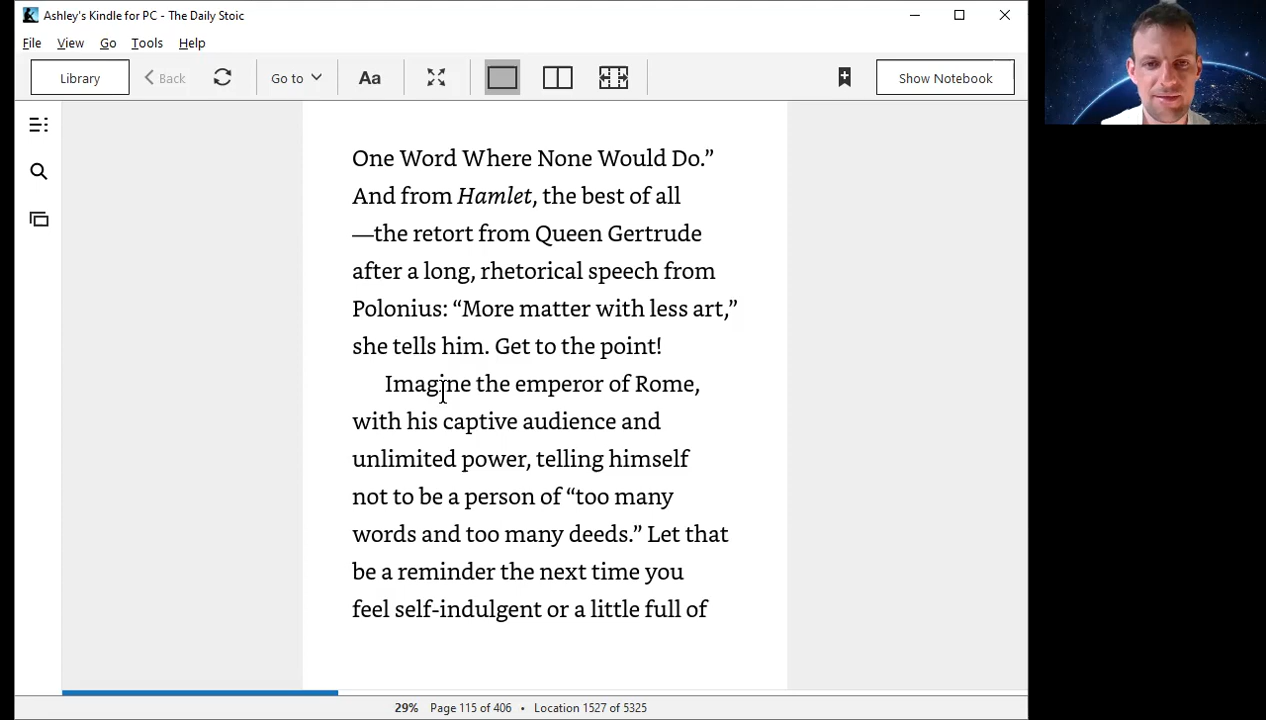 Ashley's Kindle for PC - The Daily Stoic
File View Go Tools Help
Library Back Go to Aa Show Notebook
One Word Where None Would Do.”
And from Hamlet, the best of all
—the retort from Queen Gertrude
after a long, rhetorical speech from
Polonius: “More matter with less art,”
she tells him. Get to the point!
Imagine the emperor of Rome,
with his captive audience and
unlimited power, telling himself
not to be a person of “too many
words and too many deeds.” Let that
be a reminder the next time you
feel self-indulgent or a little full of
29% Page 115 of 406 • Location 1527 of 5325